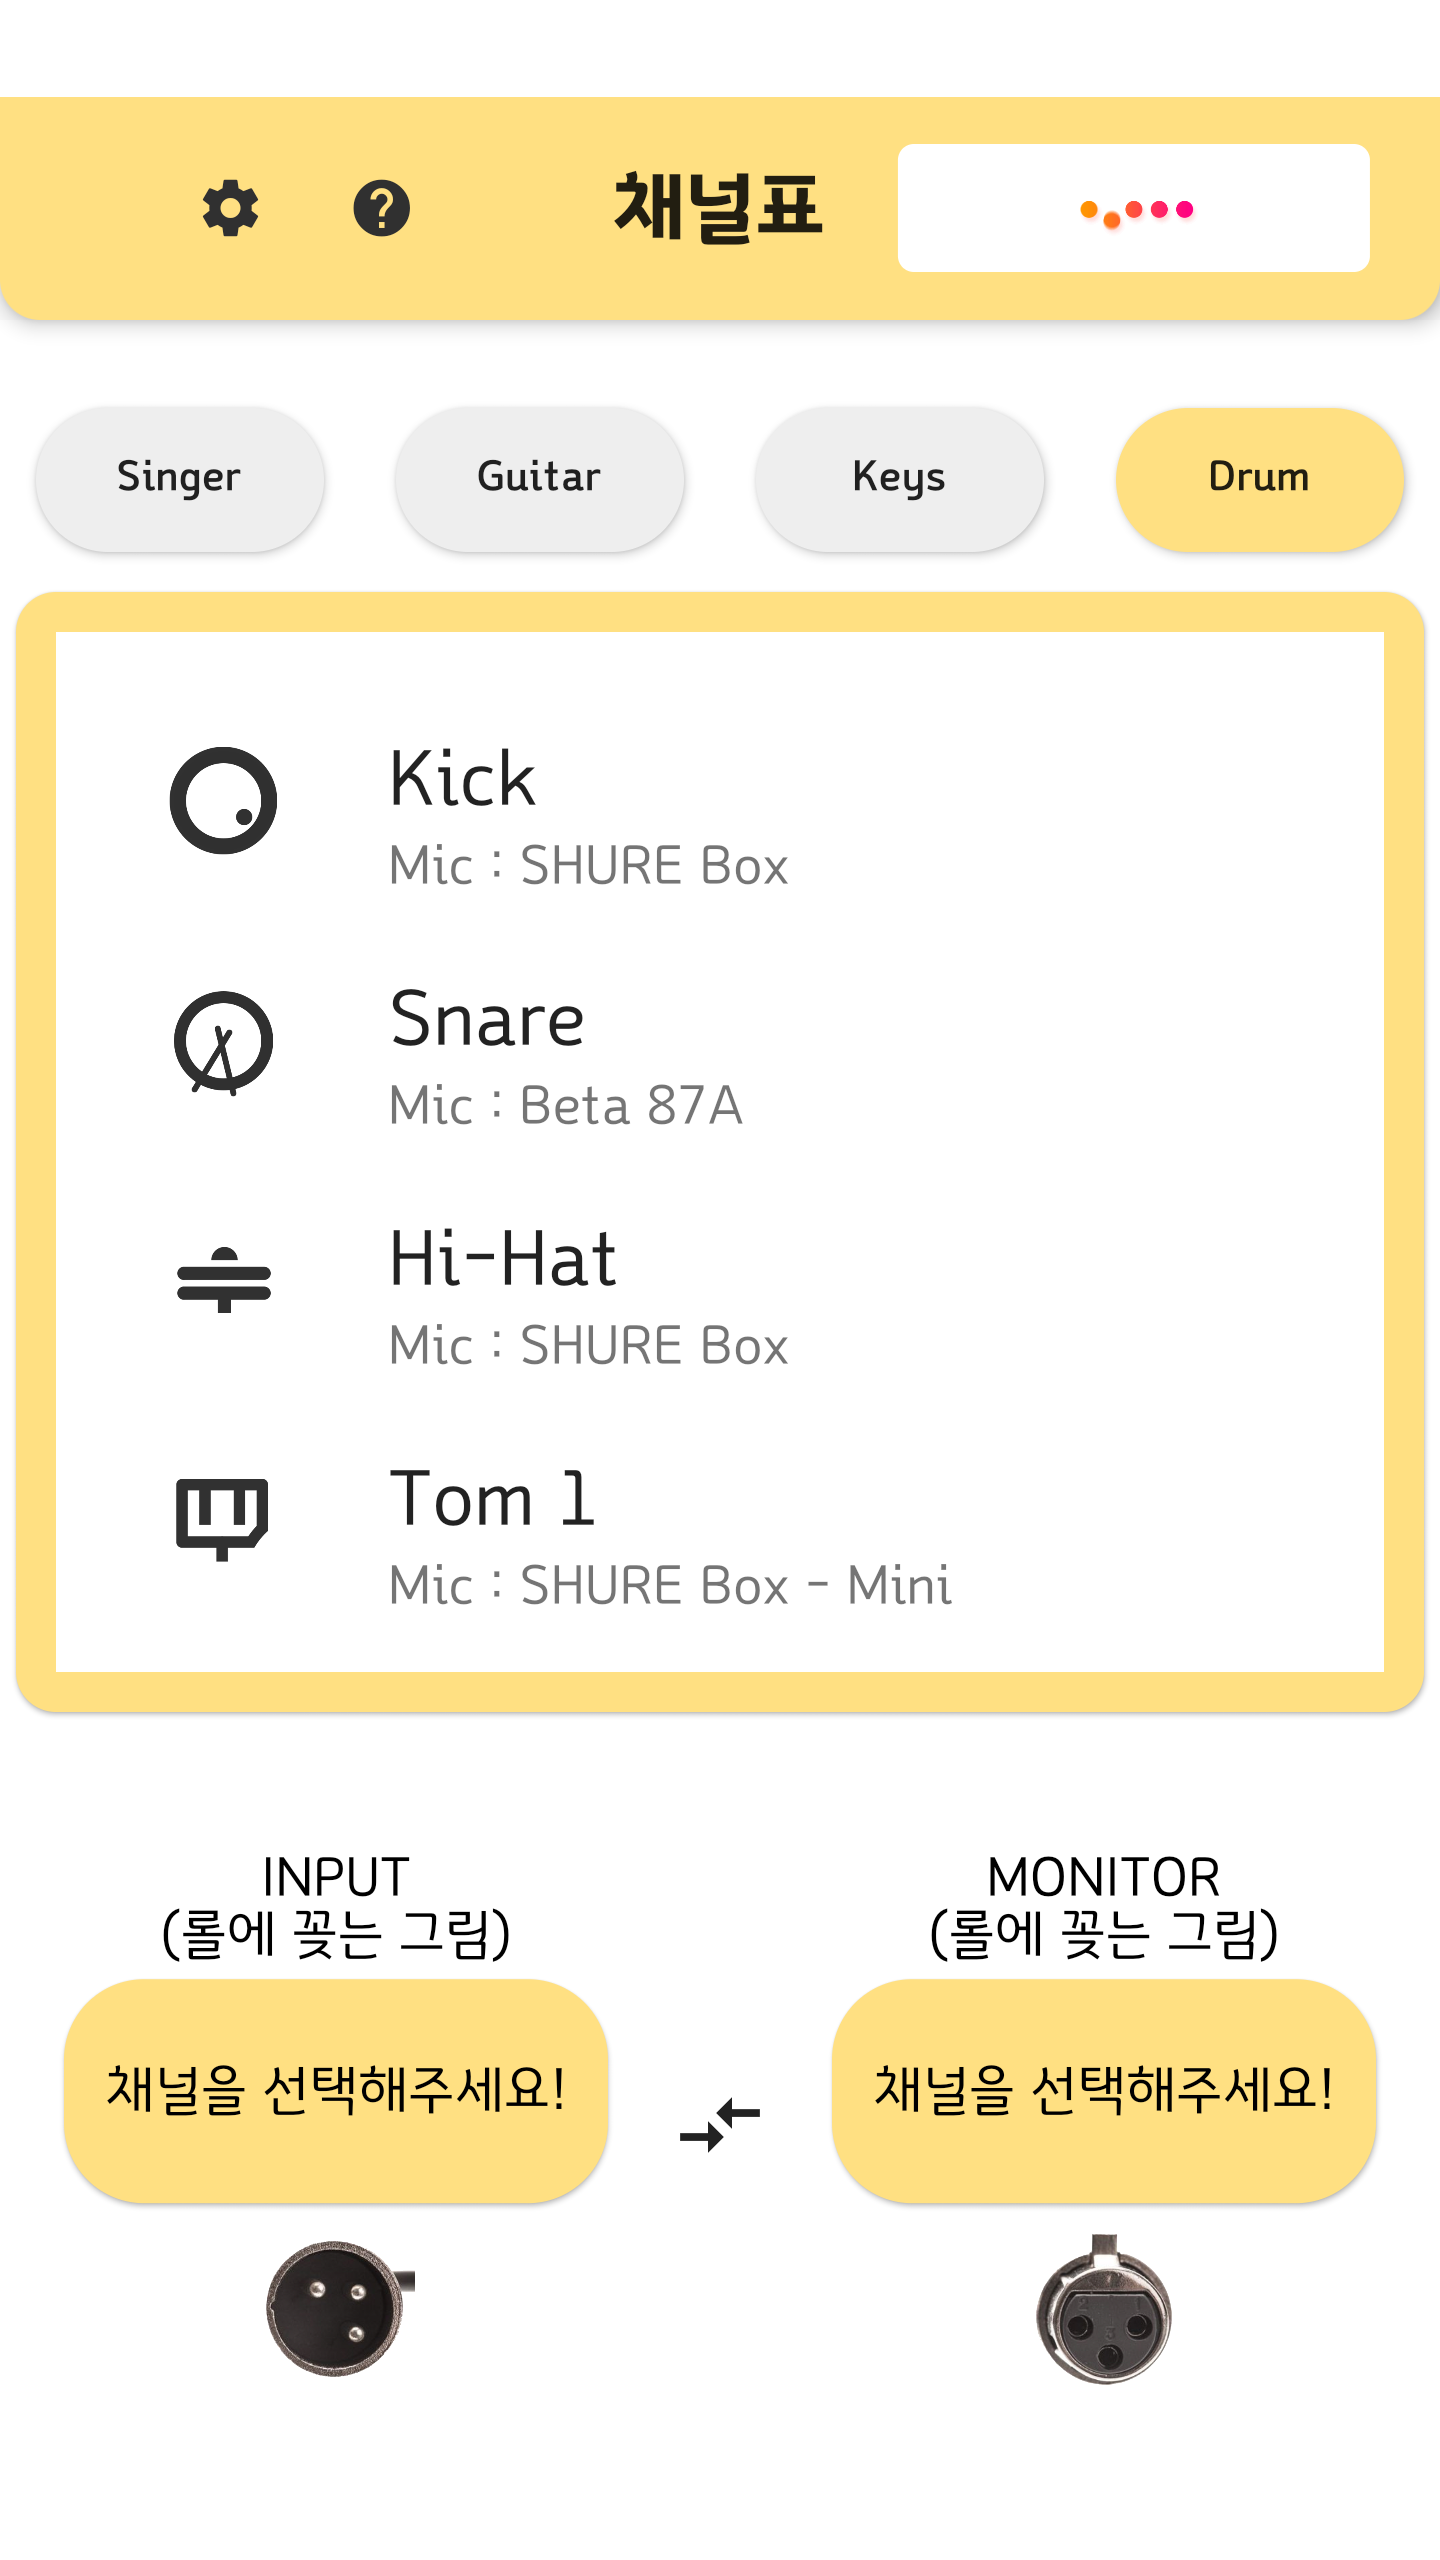 채널표
Singer
Guitar
Keys
Drum
Kick
Mic : SHURE Box
Snare
Mic : Beta 87A
Hi-Hat
Mic : SHURE Box
Tom 1
Mic : SHURE Box - Mini
INPUT
(롤에 꽂는 그림)
채널을 선택해주세요!
MONITOR
(롤에 꽂는 그림)
채널을 선택해주세요!